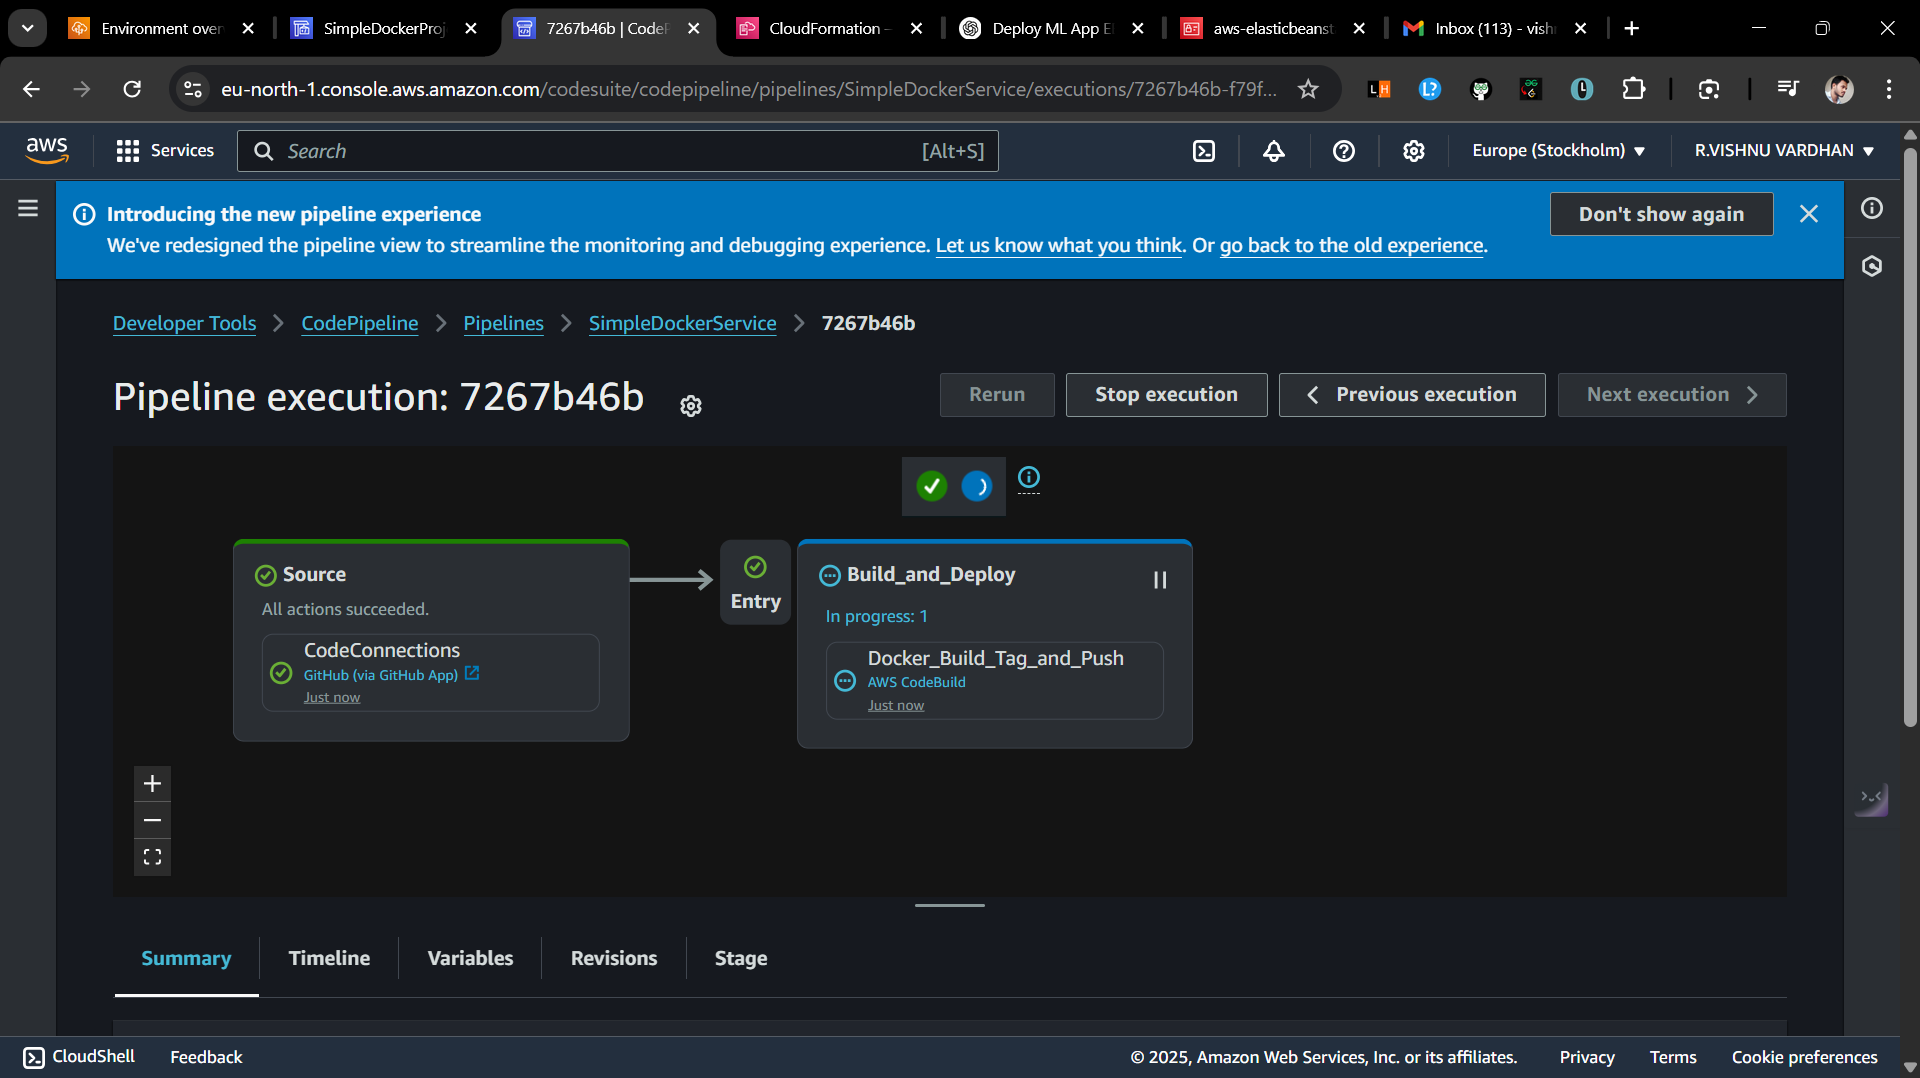 Environment over
SimpleDockerProj
7267b46b | CodeP
CloudFormation -
Deploy ML App El
aws-elasticbeanst
Inbox (113) - vish
eu-north-1.console.aws.amazon.com/codesuite/codepipeline/pipelines/SimpleDockerService/executions/7267b46b-f79f...
aws
Services
Search
[Alt+S]
Europe (Stockholm)
R.VISHNU VARDHAN
Introducing the new pipeline experience
We've redesigned the pipeline view to streamline the monitoring and debugging experience. Let us know what you think. Or go back to the old experience.
Don't show again
Developer Tools
CodePipeline
Pipelines
SimpleDockerService
7267b46b
Pipeline execution: 7267b46b
Rerun
Stop execution
Previous execution
Next execution
Source
All actions succeeded.
CodeConnections
GitHub (via GitHub App)
Just now
Entry
Build_and_Deploy
In progress: 1
Docker_Build_Tag_and_Push
AWS CodeBuild
Just now
Summary
Timeline
Variables
Revisions
Stage
CloudShell
Feedback
© 2025, Amazon Web Services, Inc. or its affiliates.
Privacy
Terms
Cookie preferences